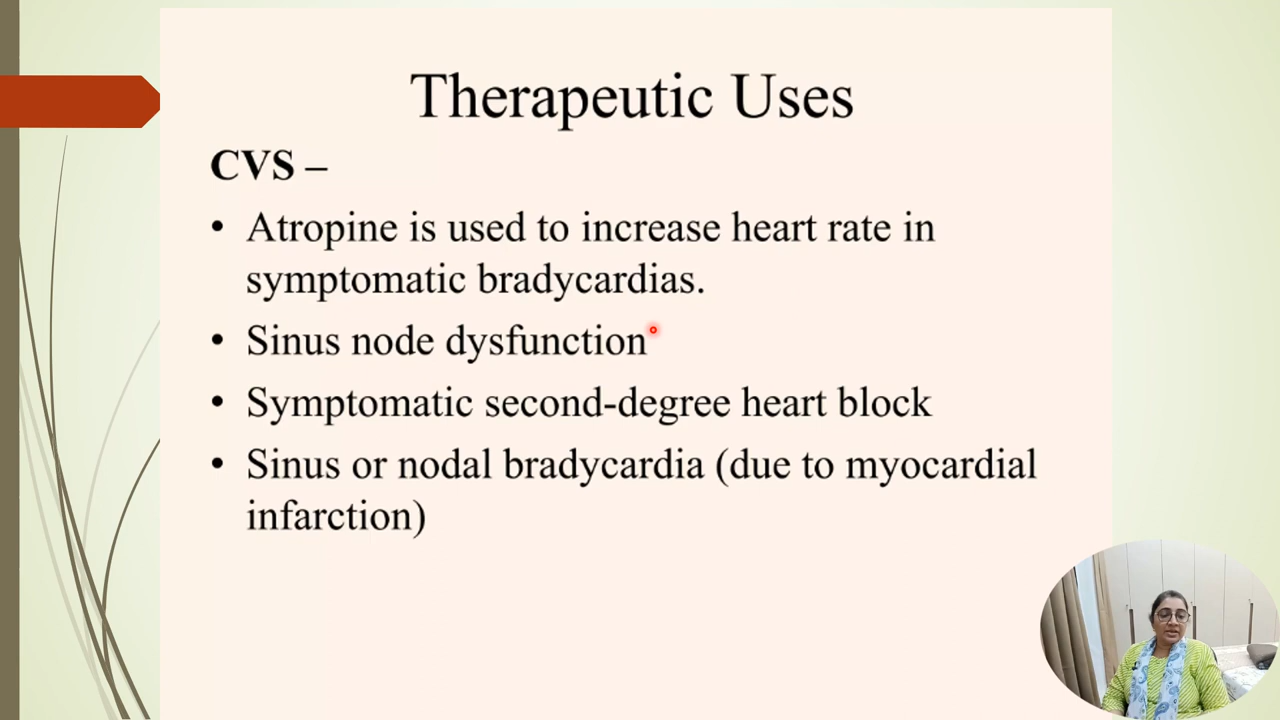 Therapeutic Uses
CVS –
• Atropine is used to increase heart rate in
symptomatic bradycardias.
• Sinus node dysfunction
• Symptomatic second-degree heart block
• Sinus or nodal bradycardia (due to myocardial
infarction)